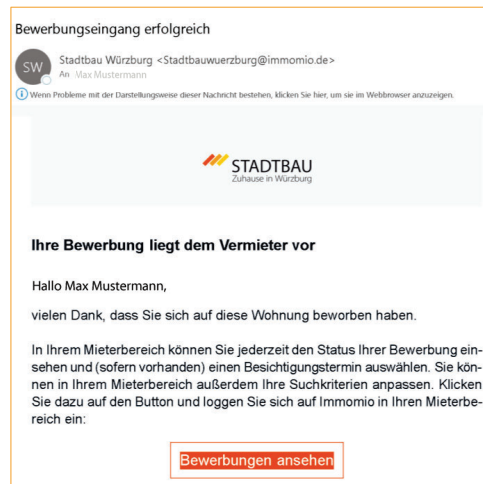 Bewerbungseingang erfolgreich
SW
Stadtbau Würzburg <Stadtbauwuerzburg@immomio.de>
An Max Mustermann
Wenn Probleme mit der Darstellungsweise dieser Nachricht bestehen, klicken Sie hier, um sie im Webbrowser anzuzeigen.
STADTBAU
Zuhause in Würzburg
Ihre Bewerbung liegt dem Vermieter vor
Hallo Max Mustermann,
vielen Dank, dass Sie sich auf diese Wohnung beworben haben.
In Ihrem Mieterbereich können Sie jederzeit den Status Ihrer Bewerbung ein-
sehen und (sofern vorhanden) einen Besichtigungstermin auswählen. Sie kön-
nen in Ihrem Mieterbereich außerdem Ihre Suchkriterien anpassen. Klicken
Sie dazu auf den Button und loggen Sie sich auf Immomio in Ihren Mieterbe-
reich ein:
Bewerbungen ansehen